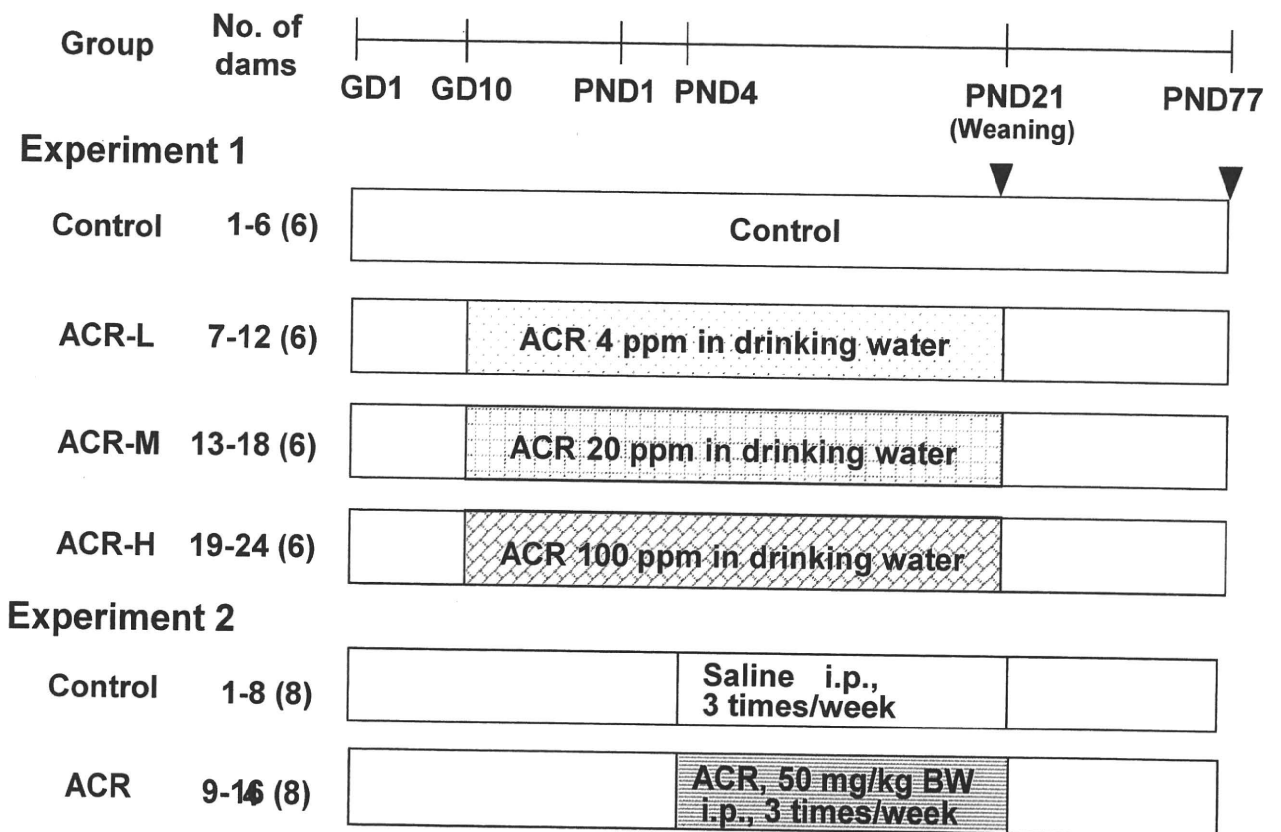 Group
No. of
dams
GD1 GD10 PND1 PND4 PND21 PND77
(Weaning)
Experiment 1
Control 1-6 (6) Control
ACR-L 7-12 (6) ACR 4 ppm in drinking water
ACR-M 13-18 (6) ACR 20 ppm in drinking water
ACR-H 19-24 (6) ACR 100 ppm in drinking water
Experiment 2
Control 1-8 (8)
Saline i.p.,
3 times/week
ACR 9-16 (8)
ACR, 50 mg/kg BW
i.p., 3 times/week